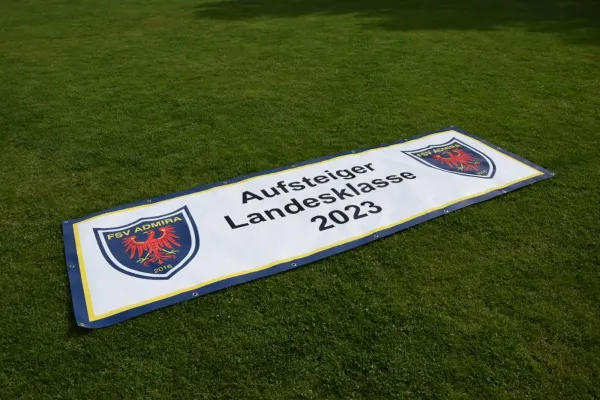 FSV ADMIRA
2016
Aufsteiger
Landesklasse
2023
FSV ADMIRA